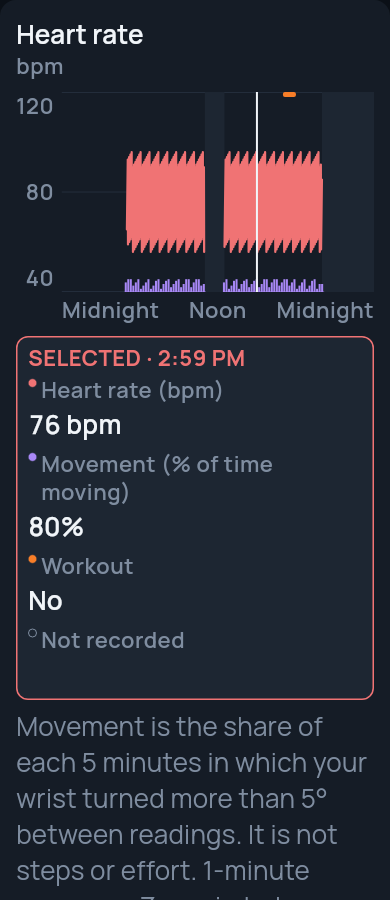 Heart rate
bpm
120
80
40
Midnight Noon Midnight
SELECTED · 2:59 PM
Heart rate (bpm)
76 bpm
Movement (% of time
moving)
80%
Workout
No
Not recorded
Movement is the share of
each 5 minutes in which your
wrist turned more than 5°
between readings. It is not
steps or effort. 1-minute